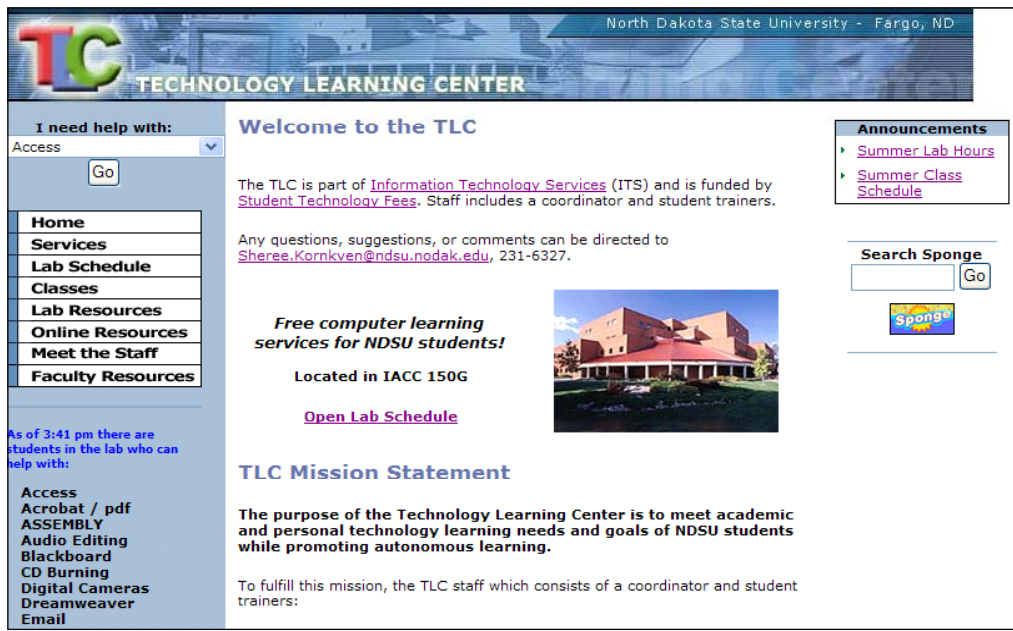 North Dakota State University - Fargo, ND
TLC
TECHNOLOGY LEARNING CENTER
I need help with:
Access
Go
Home
Services
Lab Schedule
Classes
Lab Resources
Online Resources
Meet the Staff
Faculty Resources
As of 3:41 pm there are
students in the lab who can
help with:
Access
Acrobat / pdf
ASSEMBLY
Audio Editing
Blackboard
CD Burning
Digital Cameras
Dreamweaver
Email
Welcome to the TLC
The TLC is part of Information Technology Services (ITS) and is funded by
Student Technology Fees. Staff includes a coordinator and student trainers.
Any questions, suggestions, or comments can be directed to
Sheree.Kornkven@ndsu.nodak.edu, 231-6327.
Free computer learning
services for NDSU students!
Located in IACC 150G
Open Lab Schedule
TLC Mission Statement
The purpose of the Technology Learning Center is to meet academic
and personal technology learning needs and goals of NDSU students
while promoting autonomous learning.
To fulfill this mission, the TLC staff which consists of a coordinator and student
trainers:
Announcements
Summer Lab Hours
Summer Class
Schedule
Search Sponge
Go
Sponge